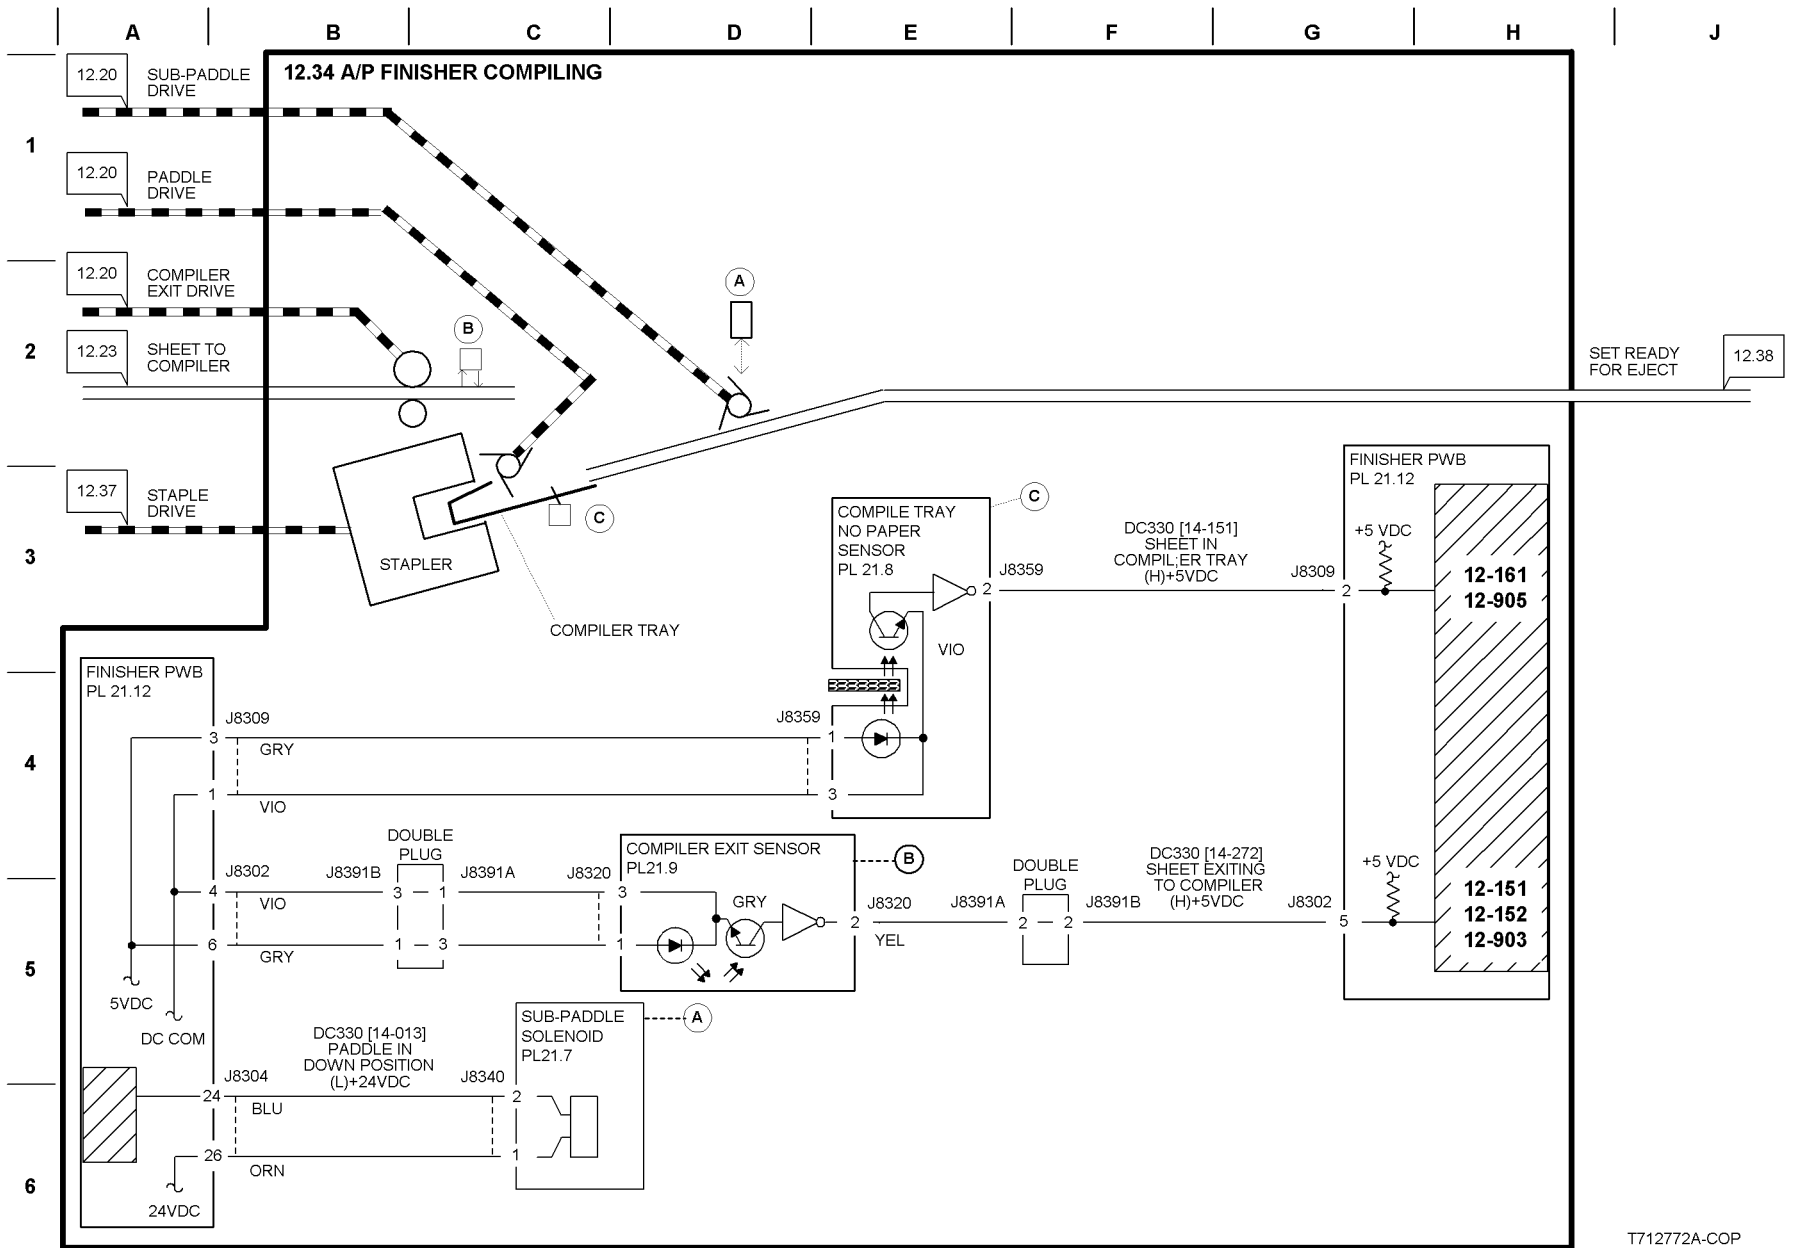 A B C D E F G H J
1
2
3
4
5
6
12.34 A/P FINISHER COMPILING
12.20
SUB-PADDLE
DRIVE
12.20
PADDLE
DRIVE
12.20
COMPILER
EXIT DRIVE
12.23
SHEET TO
COMPILER
B
A
SET READY
FOR EJECT
12.38
12.37
STAPLE
DRIVE
STAPLER
C
COMPILER TRAY
COMPILE TRAY
NO PAPER
SENSOR
PL 21.8
C
J8359
2
VIO
DC330 [14-151]
SHEET IN
COMPIL;ER TRAY
(H)+5VDC
J8309
2
FINISHER PWB
PL 21.12
+5 VDC
12-161
12-905
FINISHER PWB
PL 21.12
J8309
3
GRY
J8359
1
1
VIO
3
DOUBLE
PLUG
J8302
J8391B
J8391A
J8320
4
VIO
3
1
3
6
GRY
1
3
1
COMPILER EXIT SENSOR
PL21.9
GRY
B
2
J8320
YEL
J8391A
DOUBLE
PLUG
2
2
J8391B
DC330 [14-272]
SHEET EXITING
TO COMPILER
(H)+5VDC
J8302
5
+5 VDC
12-151
12-152
12-903
5VDC
DC COM
DC330 [14-013]
PADDLE IN
DOWN POSITION
(L)+24VDC
J8304
J8340
24
BLU
2
26
ORN
1
24VDC
SUB-PADDLE
SOLENOID
PL21.7
A
T712772A-COP